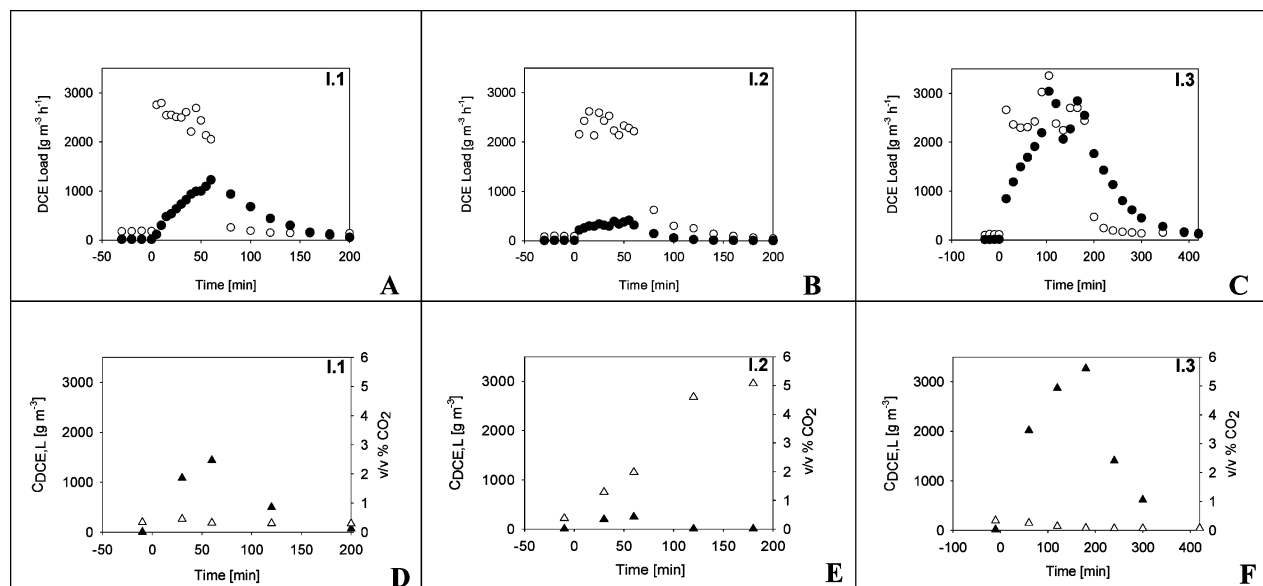 I.1
3000
2000
1000
0
DCE Load [g m⁻³ h⁻¹]
-50 0 50 100 150 200
Time [min]
A
I.2
3000
2000
1000
0
DCE Load [g m⁻³ h⁻¹]
-50 0 50 100 150 200
Time [min]
B
I.3
3000
2000
1000
0
DCE Load [g m⁻³ h⁻¹]
-100 0 100 200 300 400
Time [min]
C
I.1
3000
2000
1000
0
C_DCE,L [g m⁻³]
6
5
4
3
2
1
0
v/v % CO₂
-50 0 50 100 150 200
Time [min]
D
I.2
3000
2000
1000
0
C_DCE,L [g m⁻³]
6
5
4
3
2
1
0
v/v % CO₂
-50 0 50 100 150 200
Time [min]
E
I.3
3000
2000
1000
0
C_DCE,L [g m⁻³]
6
5
4
3
2
1
0
v/v % CO₂
-100 0 100 200 300 400
Time [min]
F